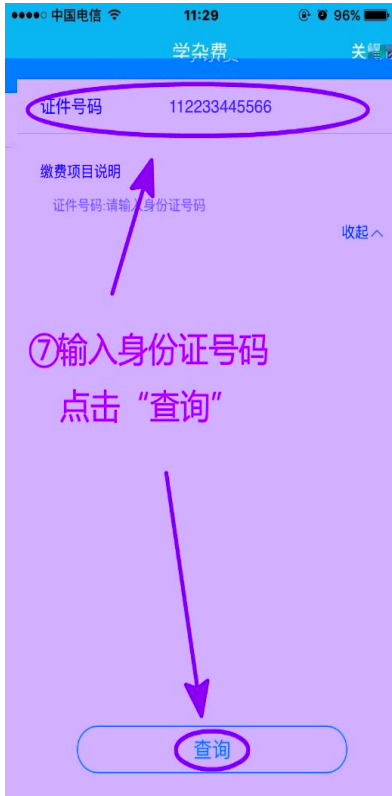 中国电信 11:29 96%
学杂费 关
证件号码 112233445566
缴费项目说明
证件号码:请输入身份证号码
收起
⑦输入身份证号码
点击“查询”
查询